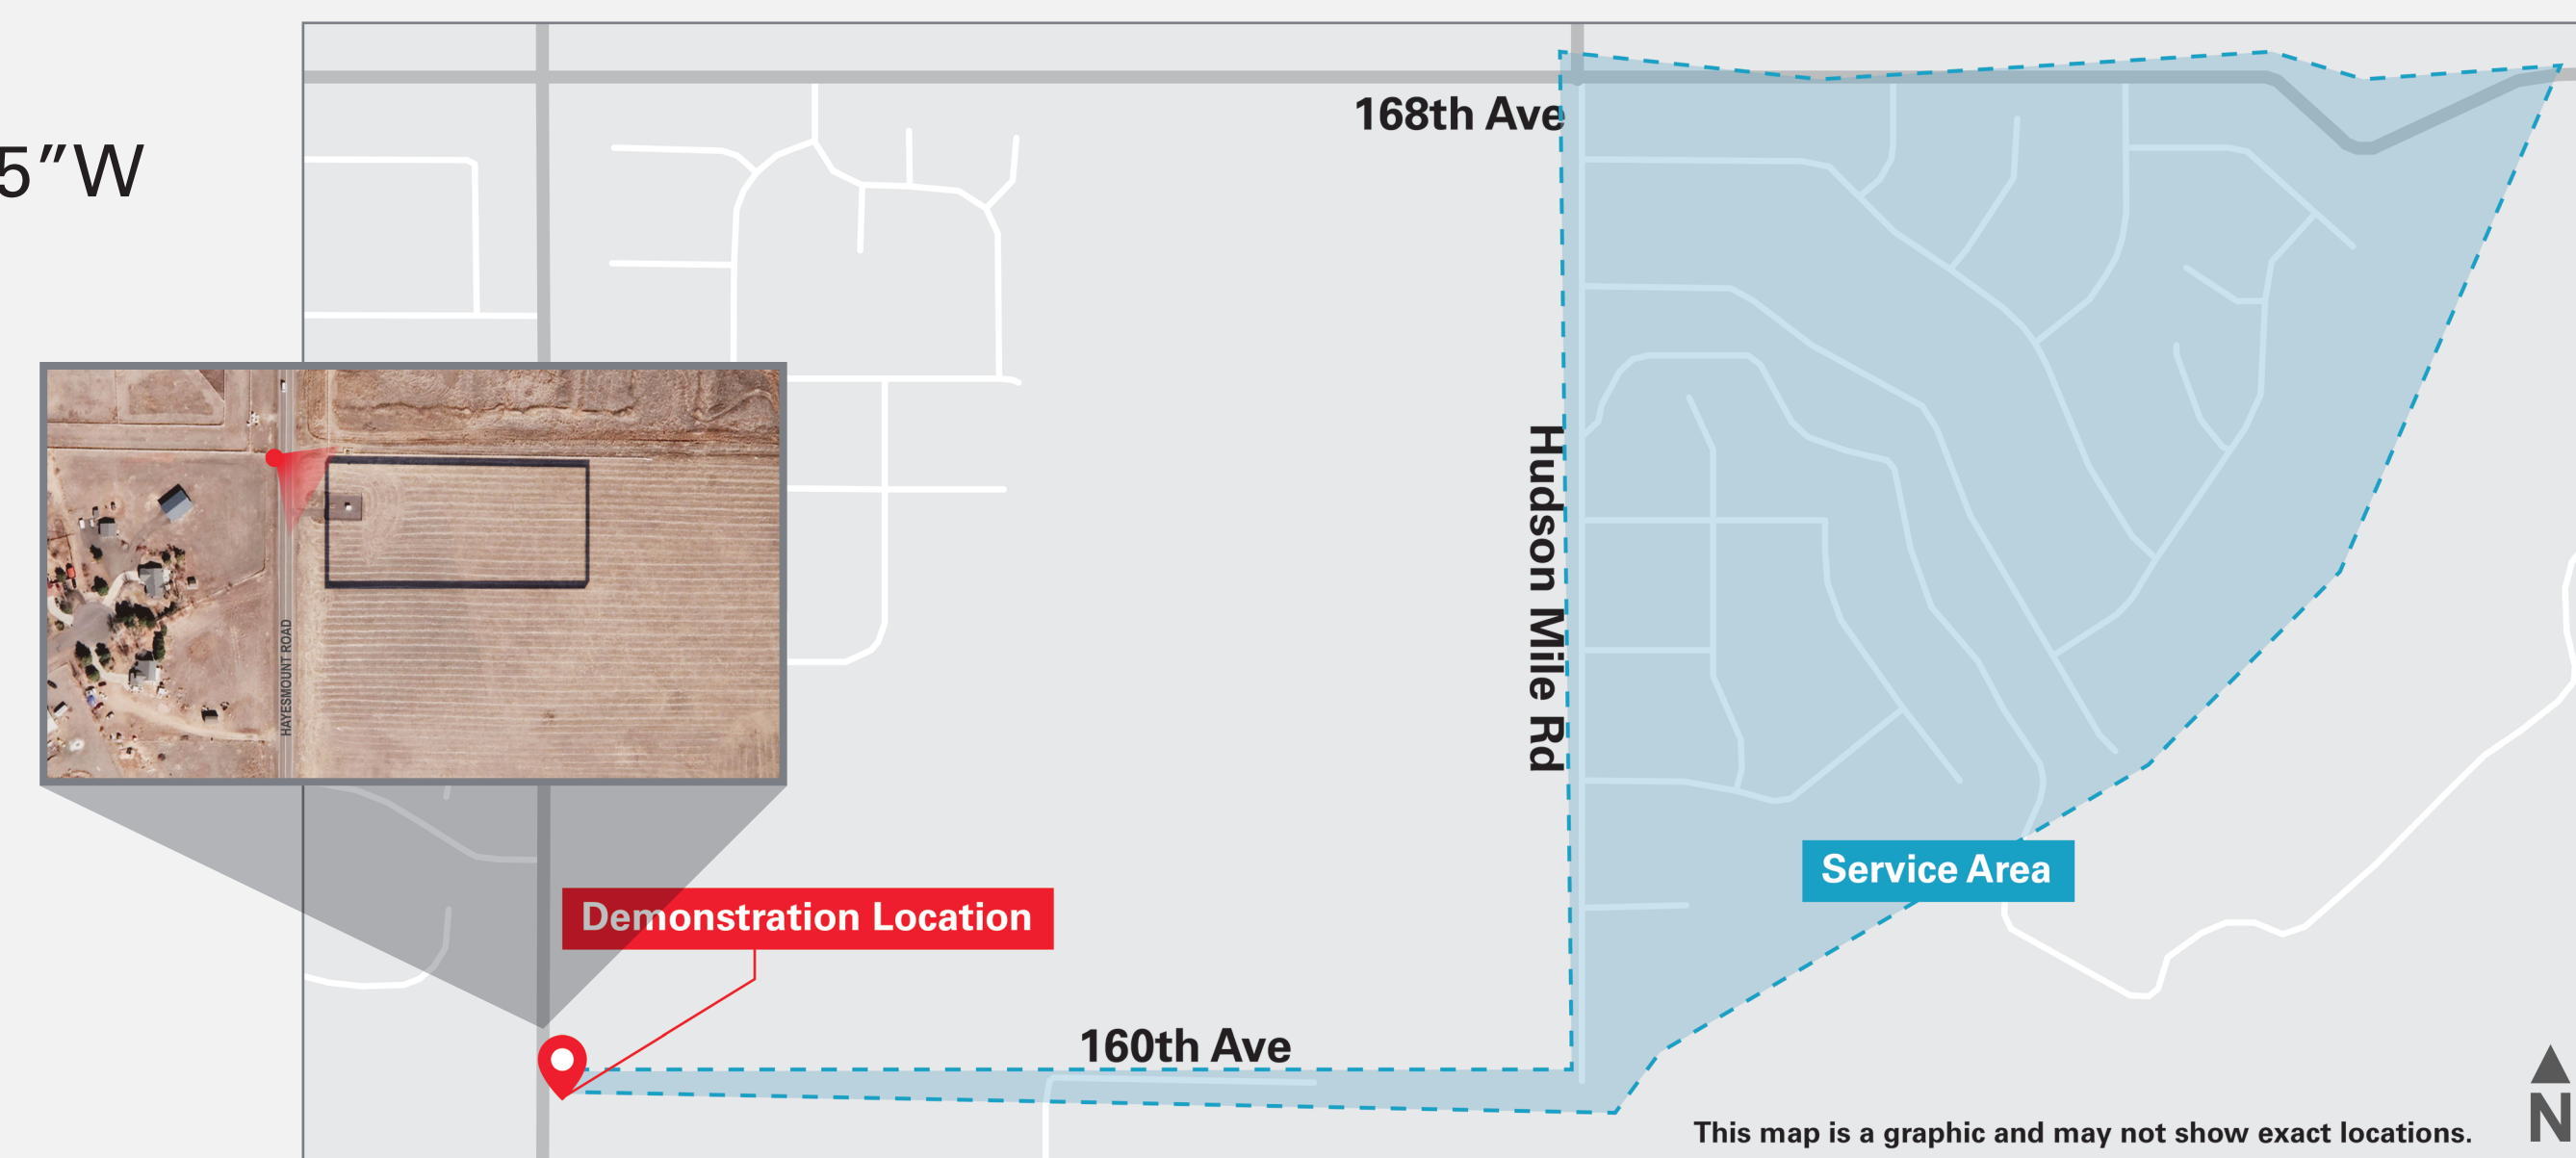 5”W
168th Ave
Hudson Mile Rd
HAYESMOUNT ROAD
Service Area
Demonstration Location
160th Ave
This map is a graphic and may not show exact locations.
N